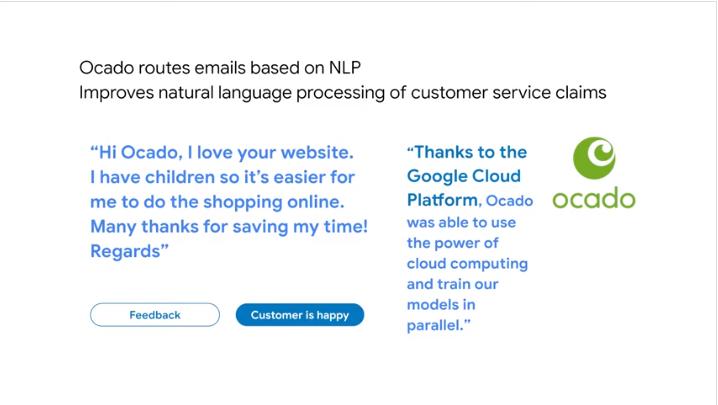 Ocado routes emails based on NLP
Improves natural language processing of customer service claims
“Hi Ocado, I love your website.
I have children so it’s easier for
me to do the shopping online.
Many thanks for saving my time!
Regards”
Feedback
Customer is happy
“Thanks to the
Google Cloud
Platform, Ocado
was able to use
the power of
cloud computing
and train our
models in
parallel.”
ocado